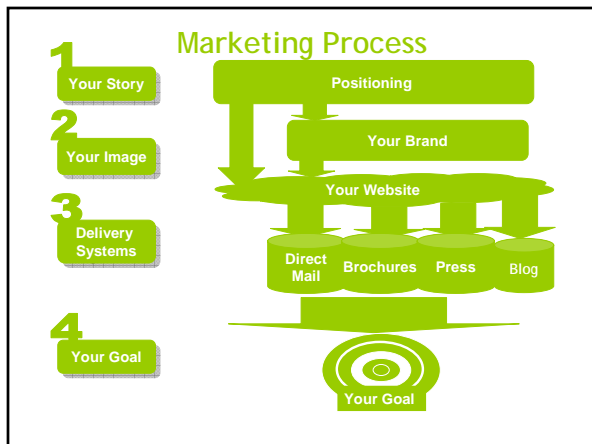 Marketing Process
1
Your Story
Positioning
2
Your Image
Your Brand
Your Website
3
Delivery
Systems
Direct
Mail
Brochures
Press
Blog
4
Your Goal
Your Goal